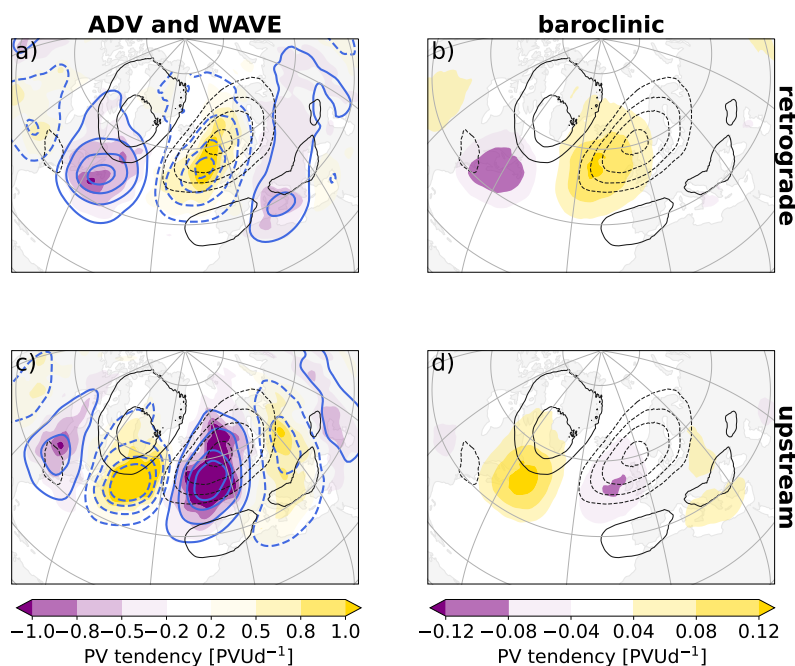 ADV and WAVE
baroclinic
a)
b)
retrograde
c)
d)
upstream
−1.0 −0.8 −0.5 −0.2 0.2 0.5 0.8 1.0
PV tendency [PVUd⁻¹]
−0.12 −0.08 −0.04 0.04 0.08 0.12
PV tendency [PVUd⁻¹]